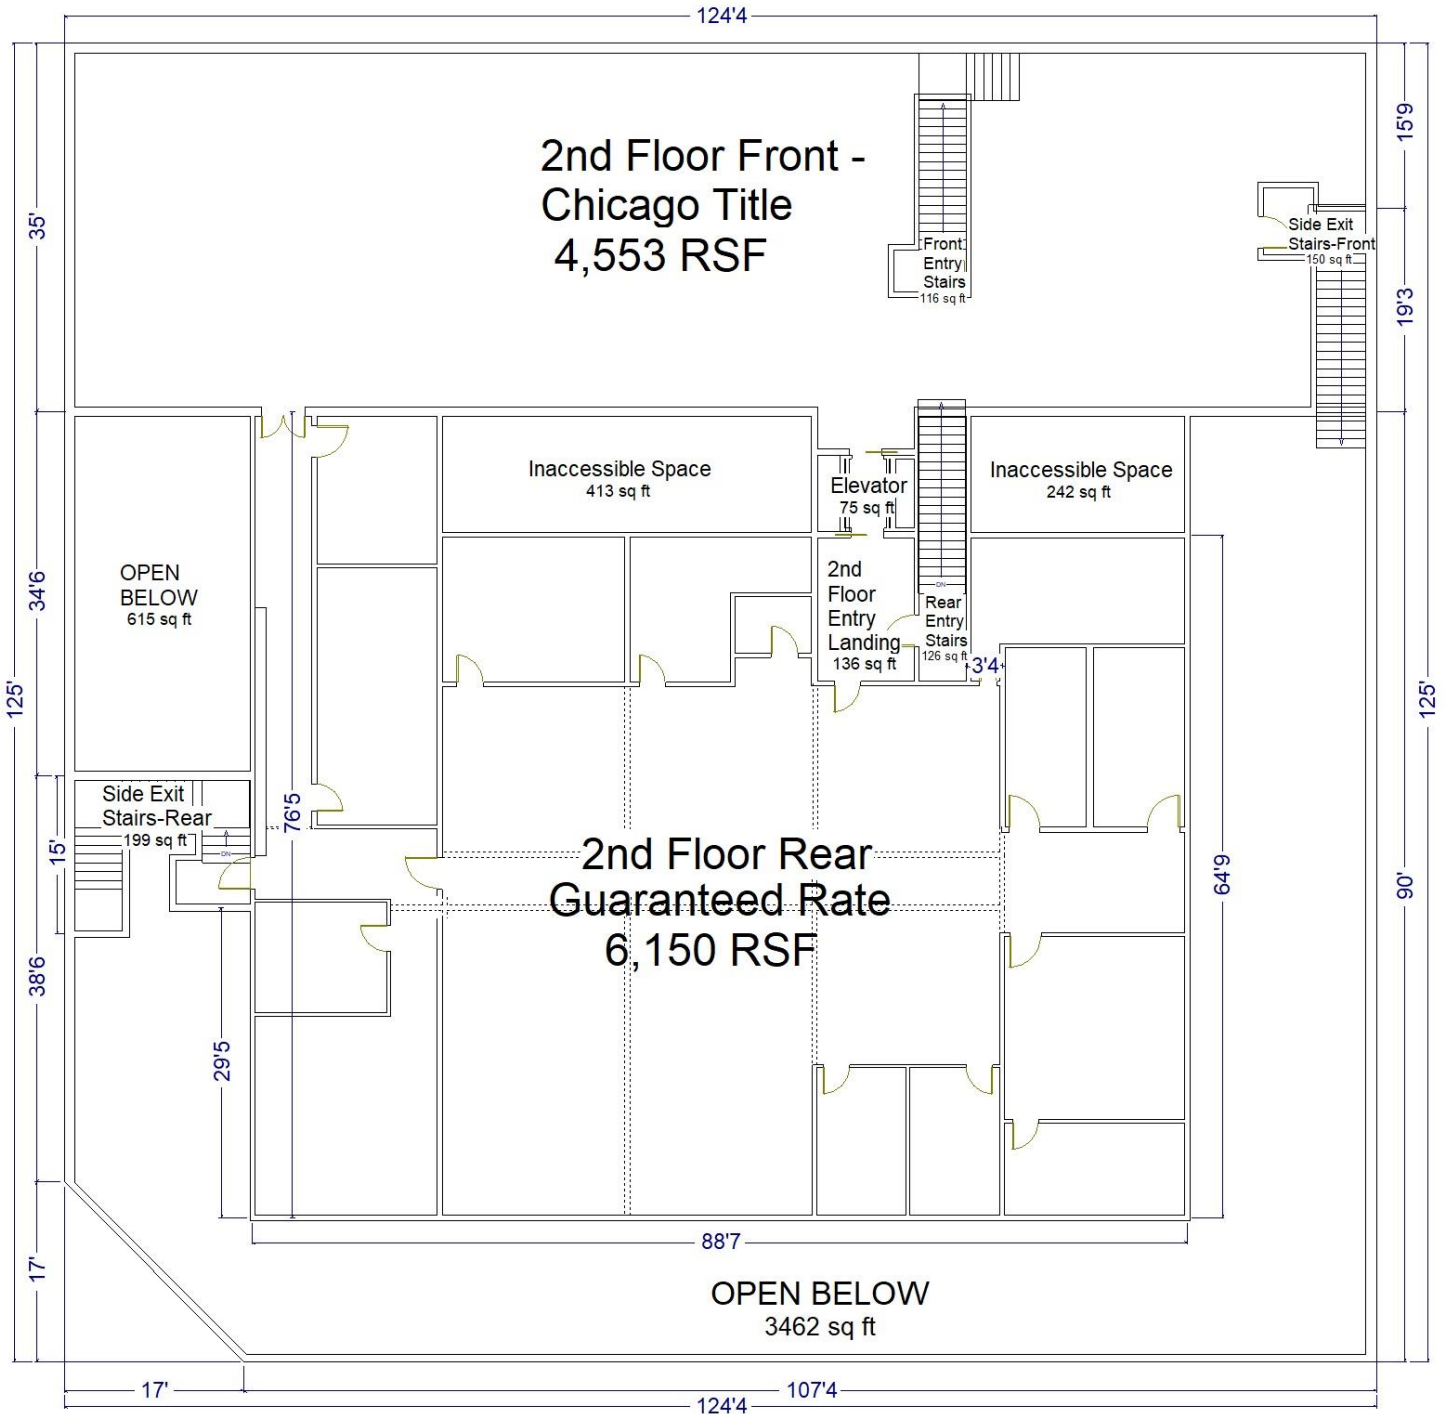 124'4
2nd Floor Front -
Chicago Title
4,553 RSF
15'9
35'
Side Exit
Stairs-Front
150 sq ft
Front
Entry
Stairs
116 sq ft
19'3
Inaccessible Space
413 sq ft
Elevator
75 sq ft
Inaccessible Space
242 sq ft
OPEN
BELOW
615 sq ft
34'6
2nd
Floor
Entry
Landing
136 sq ft
DN
Rear
Entry
Stairs
126 sq ft
3'4
125'
125'
Side Exit
Stairs-Rear
199 sq ft
DN
15'
76'5
2nd Floor Rear
Guaranteed Rate
6,150 RSF
64'9
90'
38'6
29'5
88'7
17'
OPEN BELOW
3462 sq ft
17'
107'4
124'4